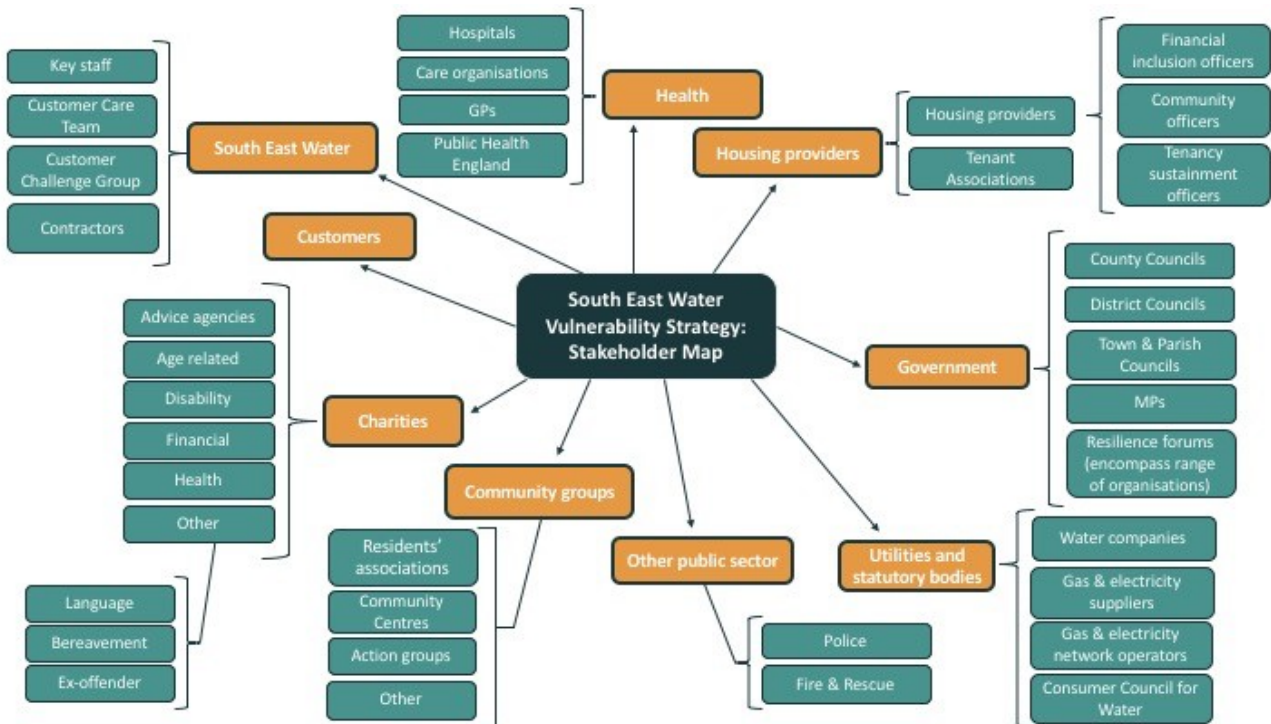 Key staff
Customer Care
Team
Customer
Challenge Group
Contractors
South East Water
Hospitals
Care organisations
GPs
Public Health
England
Health
Housing providers
Housing providers
Tenant
Associations
Financial
inclusion officers
Community
officers
Tenancy
sustainment
officers
Customers
South East Water
Vulnerability Strategy:
Stakeholder Map
Government
County Councils
District Councils
Town & Parish
Councils
MPs
Resilience forums
(encompass range
of organisations)
Advice agencies
Age related
Disability
Financial
Health
Other
Charities
Language
Bereavement
Ex-offender
Community groups
Residents’
associations
Community
Centres
Action groups
Other
Other public sector
Police
Fire & Rescue
Utilities and
statutory bodies
Water companies
Gas & electricity
suppliers
Gas & electricity
network operators
Consumer Council for
Water